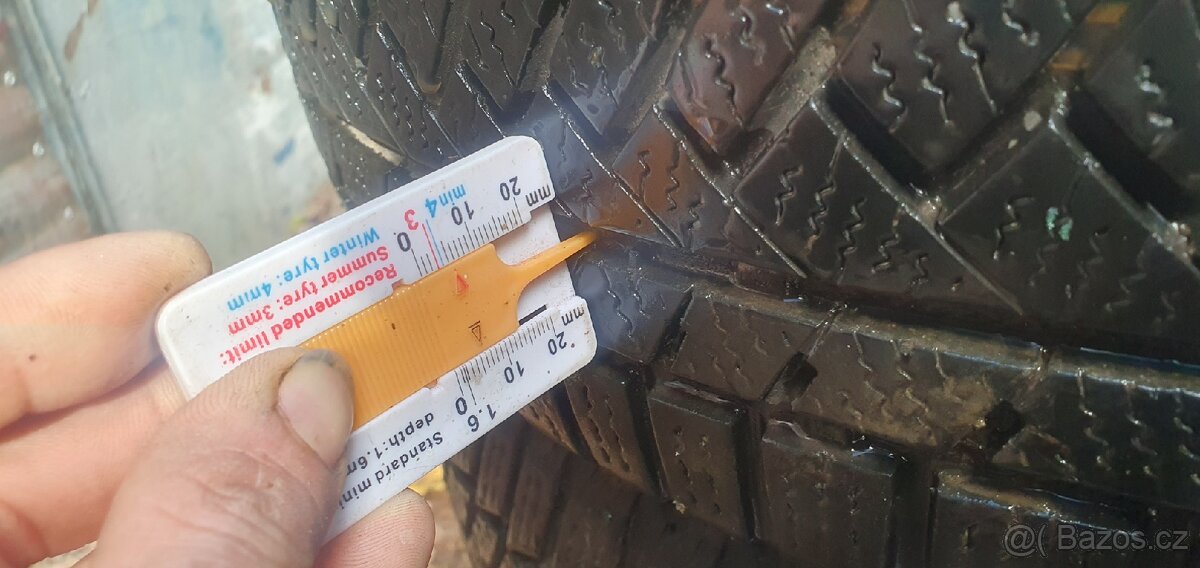 Recommended limit:
Summer tyre: 3mm
Winter tyre: 4mm
0 3 min4 10 20 mm
Standard mini
depth:1.6m
0 1.6 10 20 mm
@( Bazos.cz